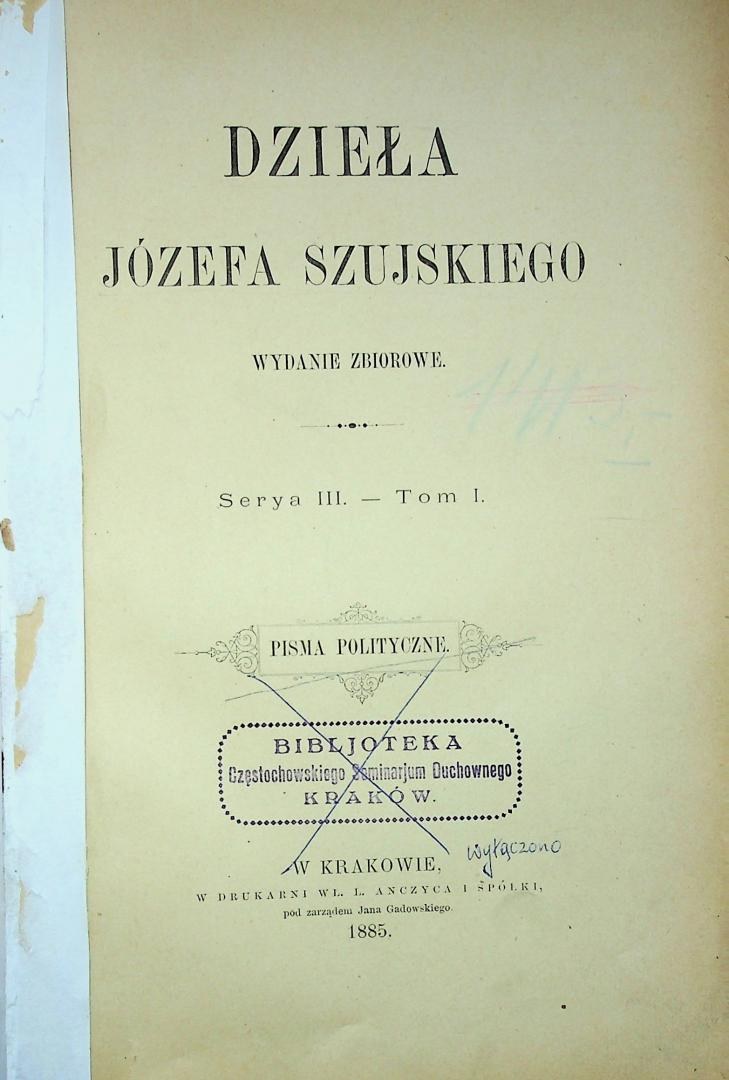 DZIEŁA
JÓZEFA SZUJSKIEGO
WYDANIE ZBIOROWE.
Serya III. — Tom I.
PISMA POLITYCZNE.
BIBLJOTEKA
Częstochowskiego Seminarjum Duchownego
KRAKÓW.
wyłączono
W KRAKOWIE,
W DRUKARNI WŁ. L. ANCZYCA I SPÓŁKI,
pod zarządem Jana Gadowskiego.
1885.